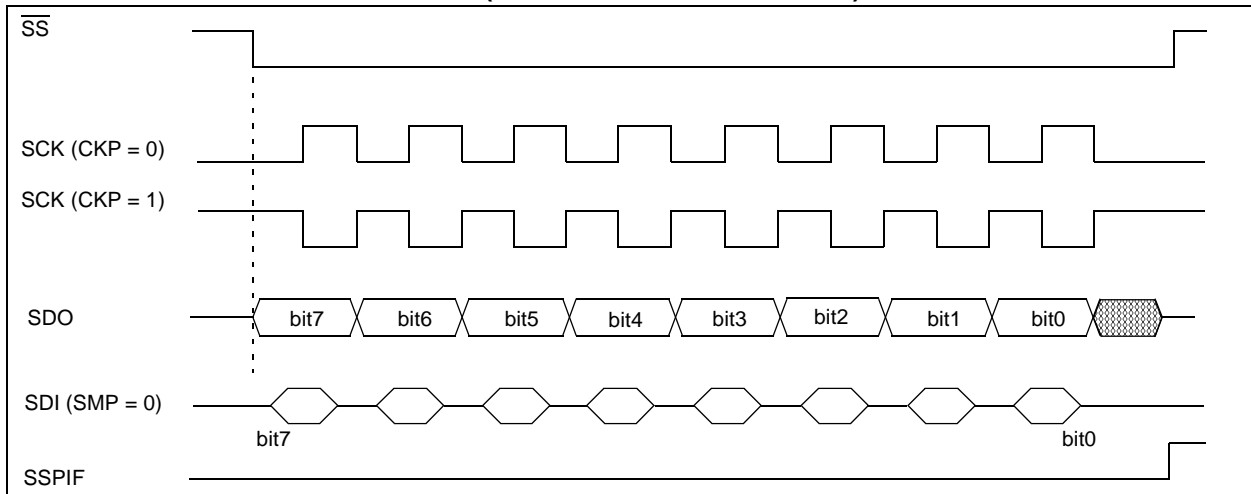 SS
SCK (CKP = 0)
SCK (CKP = 1)
SDO bit7 bit6 bit5 bit4 bit3 bit2 bit1 bit0
SDI (SMP = 0)
bit7 bit0
SSPIF